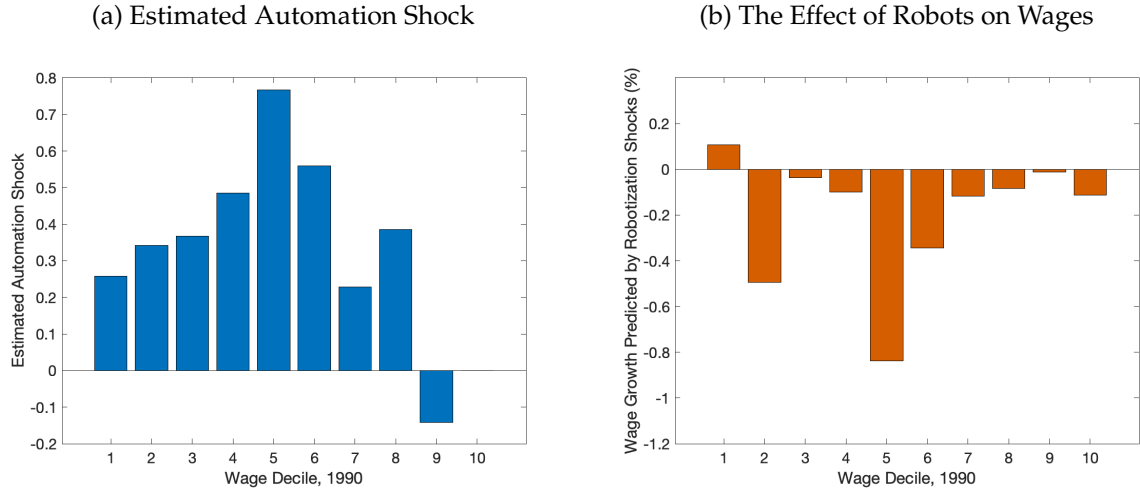 (a) Estimated Automation Shock
Estimated Automation Shock
0.8
0.7
0.6
0.5
0.4
0.3
0.2
0.1
0
-0.1
-0.2
1 2 3 4 5 6 7 8 9 10
Wage Decile, 1990
(b) The Effect of Robots on Wages
Wage Growth Predicted by Robotization Shocks (%)
0.2
0
-0.2
-0.4
-0.6
-0.8
-1
-1.2
1 2 3 4 5 6 7 8 9 10
Wage Decile, 1990